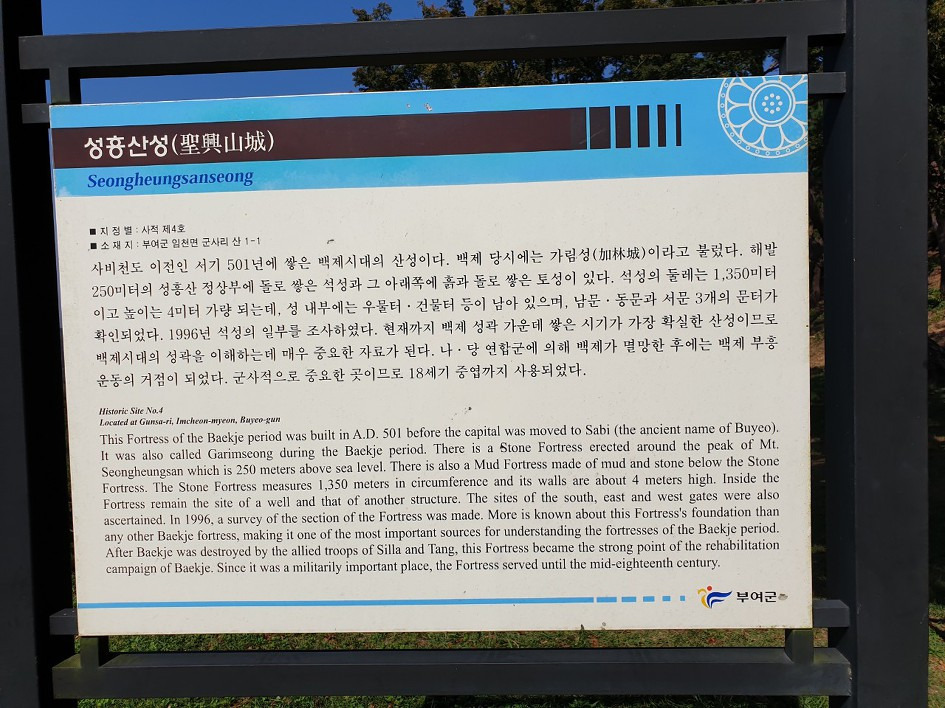 성흥산성(聖興山城)
Seongheungsanseong
■ 지 정 별 : 사적 제4호
■ 소 재 지 : 부여군 임천면 군사리 산 1-1
사비천도 이전인 서기 501년에 쌓은 백제시대의 산성이다. 백제 당시에는 가림성(加林城)이라고 불렀다. 해발
250미터의 성흥산 정상부에 돌로 쌓은 석성과 그 아래쪽에 흙과 돌로 쌓은 토성이 있다. 석성의 둘레는 1,350미터
이고 높이는 4미터 가량 되는데, 성 내부에는 우물터 · 건물터 등이 남아 있으며, 남문 · 동문과 서문 3개의 문터가
확인되었다. 1996년 석성의 일부를 조사하였다. 현재까지 백제 성곽 가운데 쌓은 시기가 가장 확실한 산성이므로
백제시대의 성곽을 이해하는데 매우 중요한 자료가 된다. 나 · 당 연합군에 의해 백제가 멸망한 후에는 백제 부흥
운동의 거점이 되었다. 군사적으로 중요한 곳이므로 18세기 중엽까지 사용되었다.
Historic Site No.4
Located at Gunsa-ri, Imcheon-myeon, Buyeo-gun
This Fortress of the Baekje period was built in A.D. 501 before the capital was moved to Sabi (the ancient name of Buyeo).
It was also called Garimseong during the Baekje period. There is a Stone Fortress erected around the peak of Mt.
Seongheungsan which is 250 meters above sea level. There is also a Mud Fortress made of mud and stone below the Stone
Fortress. The Stone Fortress measures 1,350 meters in circumference and its walls are about 4 meters high. Inside the
Fortress remain the site of a well and that of another structure. The sites of the south, east and west gates were also
ascertained. In 1996, a survey of the section of the Fortress was made. More is known about this Fortress's foundation than
any other Baekje fortress, making it one of the most important sources for understanding the fortresses of the Baekje period.
After Baekje was destroyed by the allied troops of Silla and Tang, this Fortress became the strong point of the rehabilitation
campaign of Baekje. Since it was a militarily important place, the Fortress served until the mid-eighteenth century.
부여군